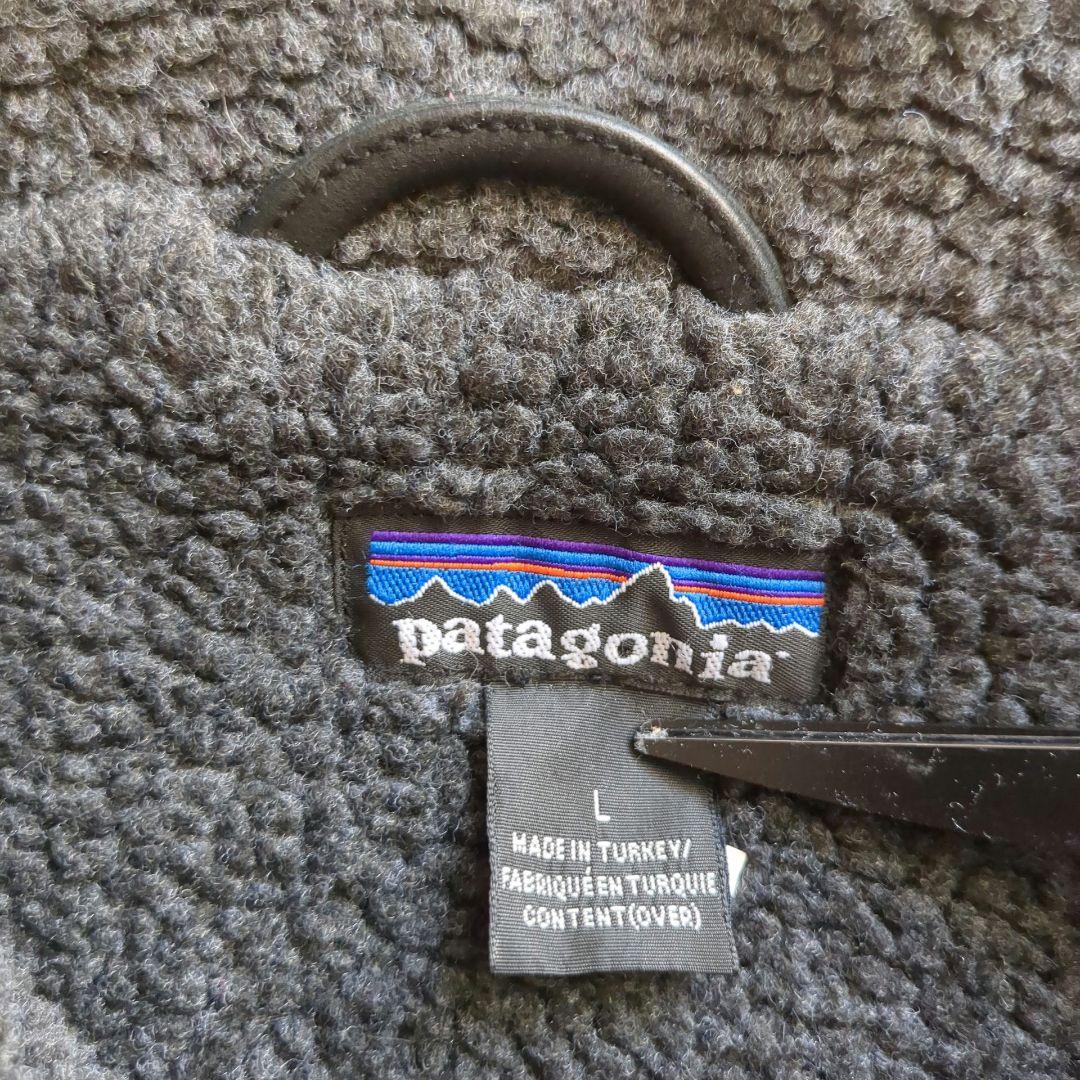 patagonia
L
MADE IN TURKEY/
FABRIQUÉ EN TURQUIE
CONTENT(OVER)